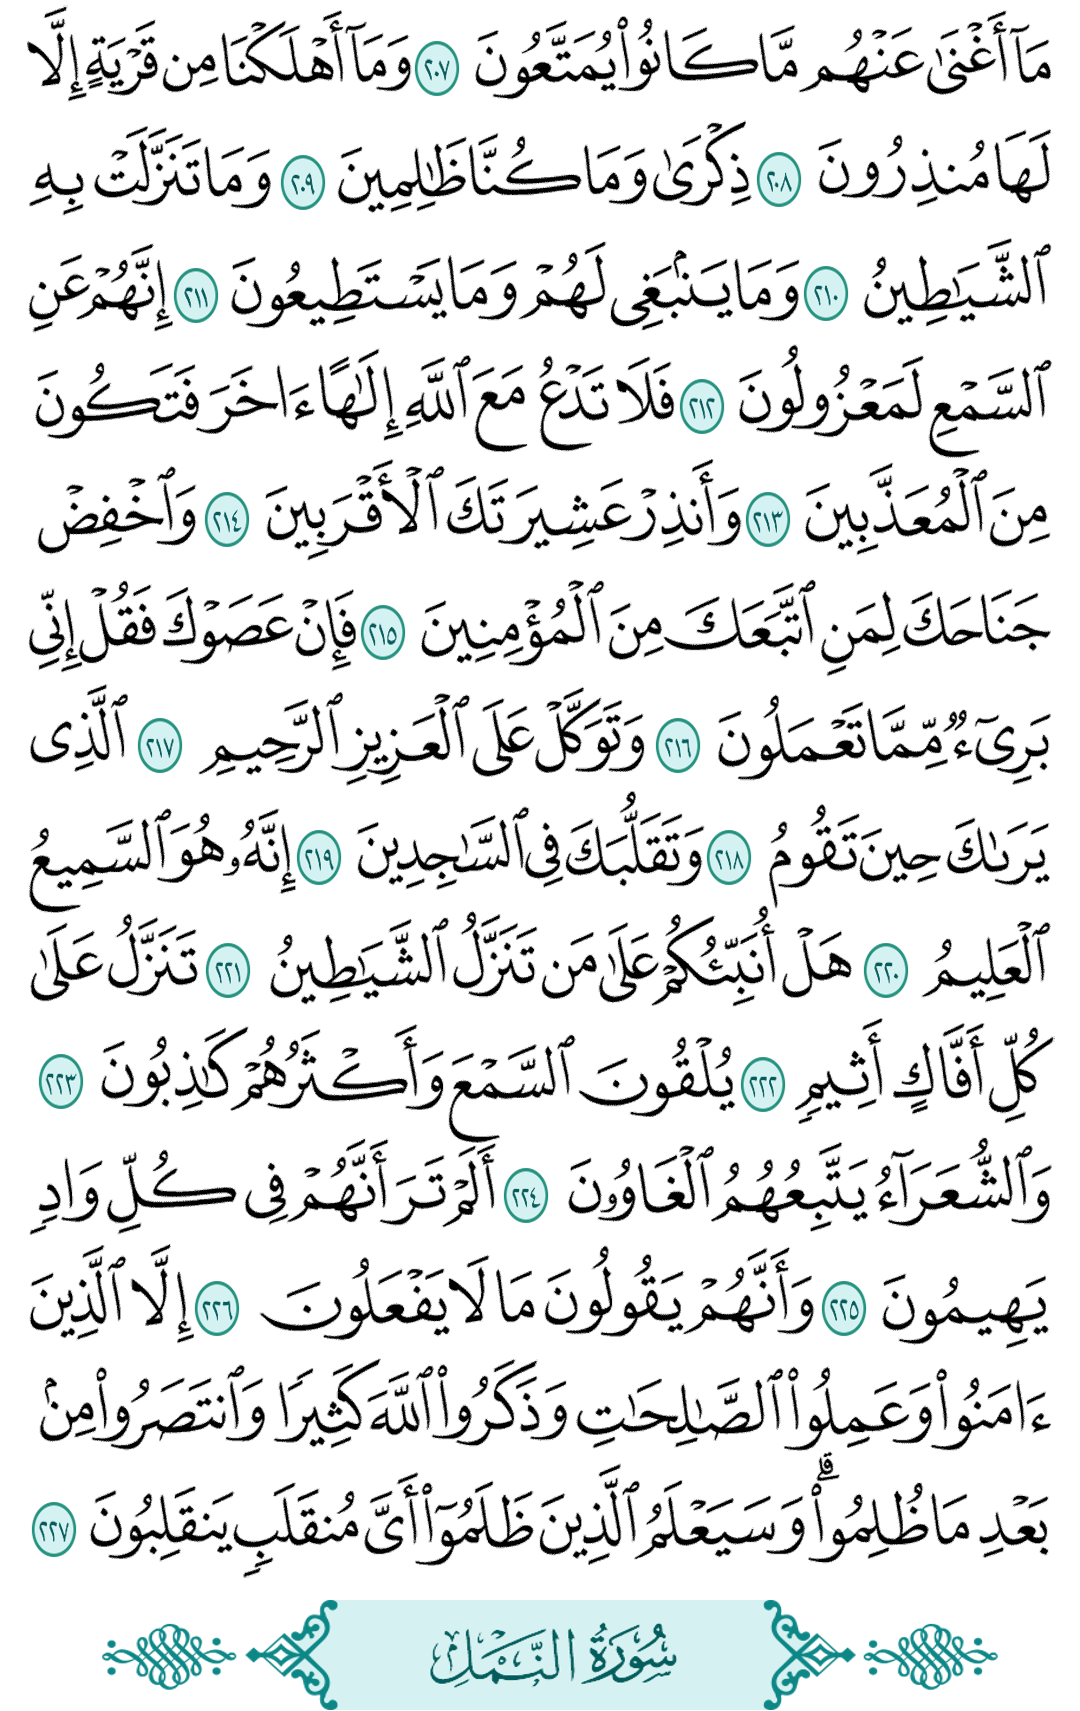 مَآ أَغْنَىٰ عَنْهُم مَّا كَانُوا۟ يُمَتَّعُونَ ٢٠٧ وَمَآ أَهْلَكْنَا مِن قَرْيَةٍ إِلَّا
لَهَا مُنذِرُونَ ٢٠٨ ذِكْرَىٰ وَمَا كُنَّا ظَٰلِمِينَ ٢٠٩ وَمَا تَنَزَّلَتْ بِهِ
ٱلشَّيَٰطِينُ ٢١٠ وَمَا يَنۢبَغِى لَهُمْ وَمَا يَسْتَطِيعُونَ ٢١١ إِنَّهُمْ عَنِ
ٱلسَّمْعِ لَمَعْزُولُونَ ٢١٢ فَلَا تَدْعُ مَعَ ٱللَّهِ إِلَٰهًا ءَاخَرَ فَتَكُونَ
مِنَ ٱلْمُعَذَّبِينَ ٢١٣ وَأَنذِرْ عَشِيرَتَكَ ٱلْأَقْرَبِينَ ٢١٤ وَٱخْفِضْ
جَنَاحَكَ لِمَنِ ٱتَّبَعَكَ مِنَ ٱلْمُؤْمِنِينَ ٢١٥ فَإِنْ عَصَوْكَ فَقُلْ إِنِّى
بَرِىٓءٌ مِّمَّا تَعْمَلُونَ ٢١٦ وَتَوَكَّلْ عَلَى ٱلْعَزِيزِ ٱلرَّحِيمِ ٢١٧ ٱلَّذِى
يَرَىٰكَ حِينَ تَقُومُ ٢١٨ وَتَقَلُّبَكَ فِى ٱلسَّٰجِدِينَ ٢١٩ إِنَّهُۥ هُوَ ٱلسَّمِيعُ
ٱلْعَلِيمُ ٢٢٠ هَلْ أُنَبِّئُكُمْ عَلَىٰ مَن تَنَزَّلُ ٱلشَّيَٰطِينُ ٢٢١ تَنَزَّلُ عَلَىٰ
كُلِّ أَفَّاكٍ أَثِيمٍ ٢٢٢ يُلْقُونَ ٱلسَّمْعَ وَأَكْثَرُهُمْ كَٰذِبُونَ ٢٢٣
وَٱلشُّعَرَآءُ يَتَّبِعُهُمُ ٱلْغَاوُۥنَ ٢٢٤ أَلَمْ تَرَ أَنَّهُمْ فِى كُلِّ وَادٍ
يَهِيمُونَ ٢٢٥ وَأَنَّهُمْ يَقُولُونَ مَا لَا يَفْعَلُونَ ٢٢٦ إِلَّا ٱلَّذِينَ
ءَامَنُوا۟ وَعَمِلُوا۟ ٱلصَّٰلِحَٰتِ وَذَكَرُوا۟ ٱللَّهَ كَثِيرًا وَٱنتَصَرُوا۟ مِنۢ
بَعْدِ مَا ظُلِمُوا۟ ۗ وَسَيَعْلَمُ ٱلَّذِينَ ظَلَمُوٓا۟ أَىَّ مُنقَلَبٍ يَنقَلِبُونَ ٢٢٧
سُورَةُ النَّمْلِ